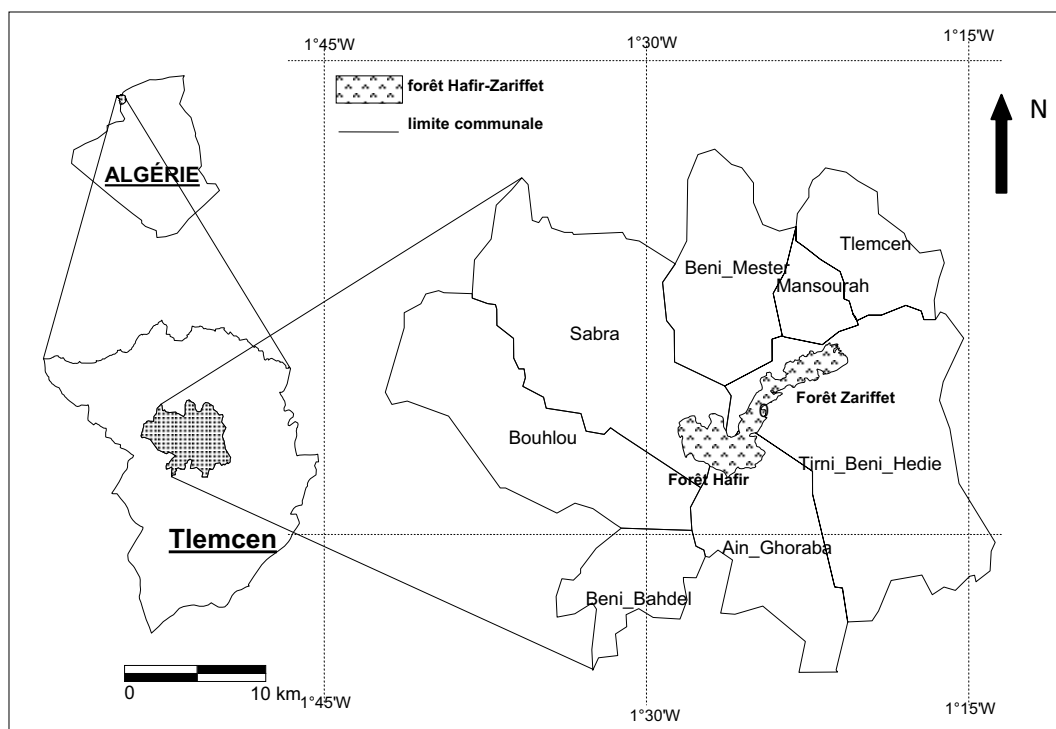 1°45'W
1°30'W
1°15'W
forêt Hafir-Zariffet
limite communale
N
ALGÉRIE
Tlemcen
Beni_Mester
Mansourah
Sabra
Forêt Zariffet
Bouhlou
Tirni_Beni_Hedie
Forêt Hafir
Tlemcen
Ain_Ghoraba
Beni_Bahdel
0
10 km
1°45'W
1°30'W
1°15'W